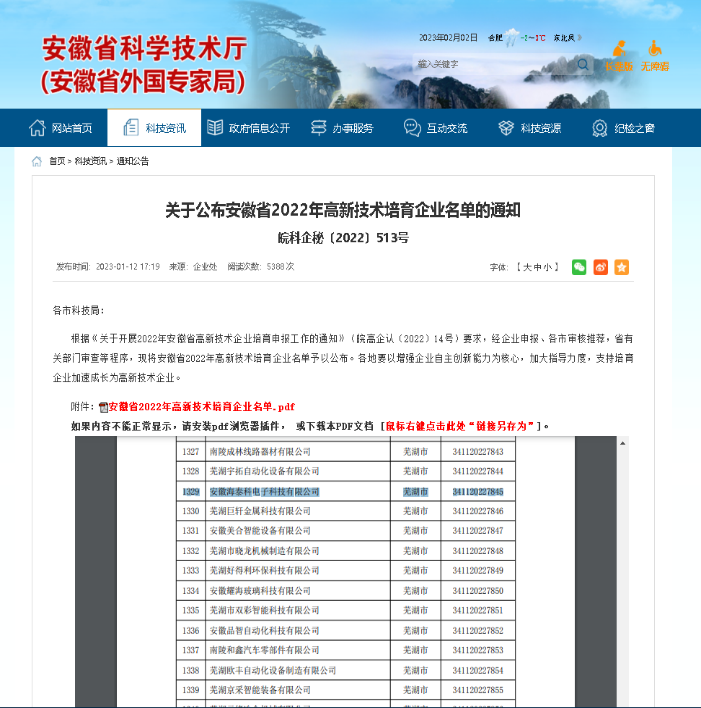 安徽省科学技术厅
(安徽省外国专家局)
2023年02月02日 合肥 -2~3℃ 东北风
输入关键字
无障碍
网站首页 科技资讯 政府信息公开 办事服务 互动交流 科技资源 纪检之窗
首页 » 科技资讯 » 通知公告
关于公布安徽省2022年高新技术培育企业名单的通知
皖科企秘〔2022〕513号
发布时间: 2023-01-12 17:19 来源: 企业处 阅读次数: 5388 次 字体: 【 大 中 小 】
各市科技局:
根据《关于开展2022年安徽省高新技术企业培育申报工作的通知》(皖高企认〔2022〕14号)要求,经企业申报、各市审核推荐,省有
关部门审查等程序,现将安徽省2022年高新技术培育企业名单予以公布。各地要以增强企业自主创新能力为核心,加大指导力度,支持培育
企业加速成长为高新技术企业。
附件: 安徽省2022年高新技术培育企业名单.pdf
如果内容不能正常显示,请安装pdf浏览器插件, 或下载本PDF文档 [鼠标右键点击此处“链接另存为”]。
1327 南陵成林线路器材有限公司 芜湖市 341120227843
1328 芜湖宇拓自动化设备有限公司 芜湖市 341120227844
1329 安徽海泰科电子科技有限公司 芜湖市 341120227845
1330 芜湖巨轩金属科技有限公司 芜湖市 341120227846
1331 安徽美合智能设备有限公司 芜湖市 341120227847
1332 芜湖市晓龙机械制造有限公司 芜湖市 341120227848
1333 芜湖好得利环保科技有限公司 芜湖市 341120227849
1334 安徽耀海玻璃科技有限公司 芜湖市 341120227850
1335 芜湖市双彩智能科技有限公司 芜湖市 341120227851
1336 安徽品智自动化科技有限公司 芜湖市 341120227852
1337 南陵和鑫汽车零部件有限公司 芜湖市 341120227853
1338 芜湖欧丰自动化设备制造有限公司 芜湖市 341120227854
1339 芜湖京采智能装备有限公司 芜湖市 341120227855